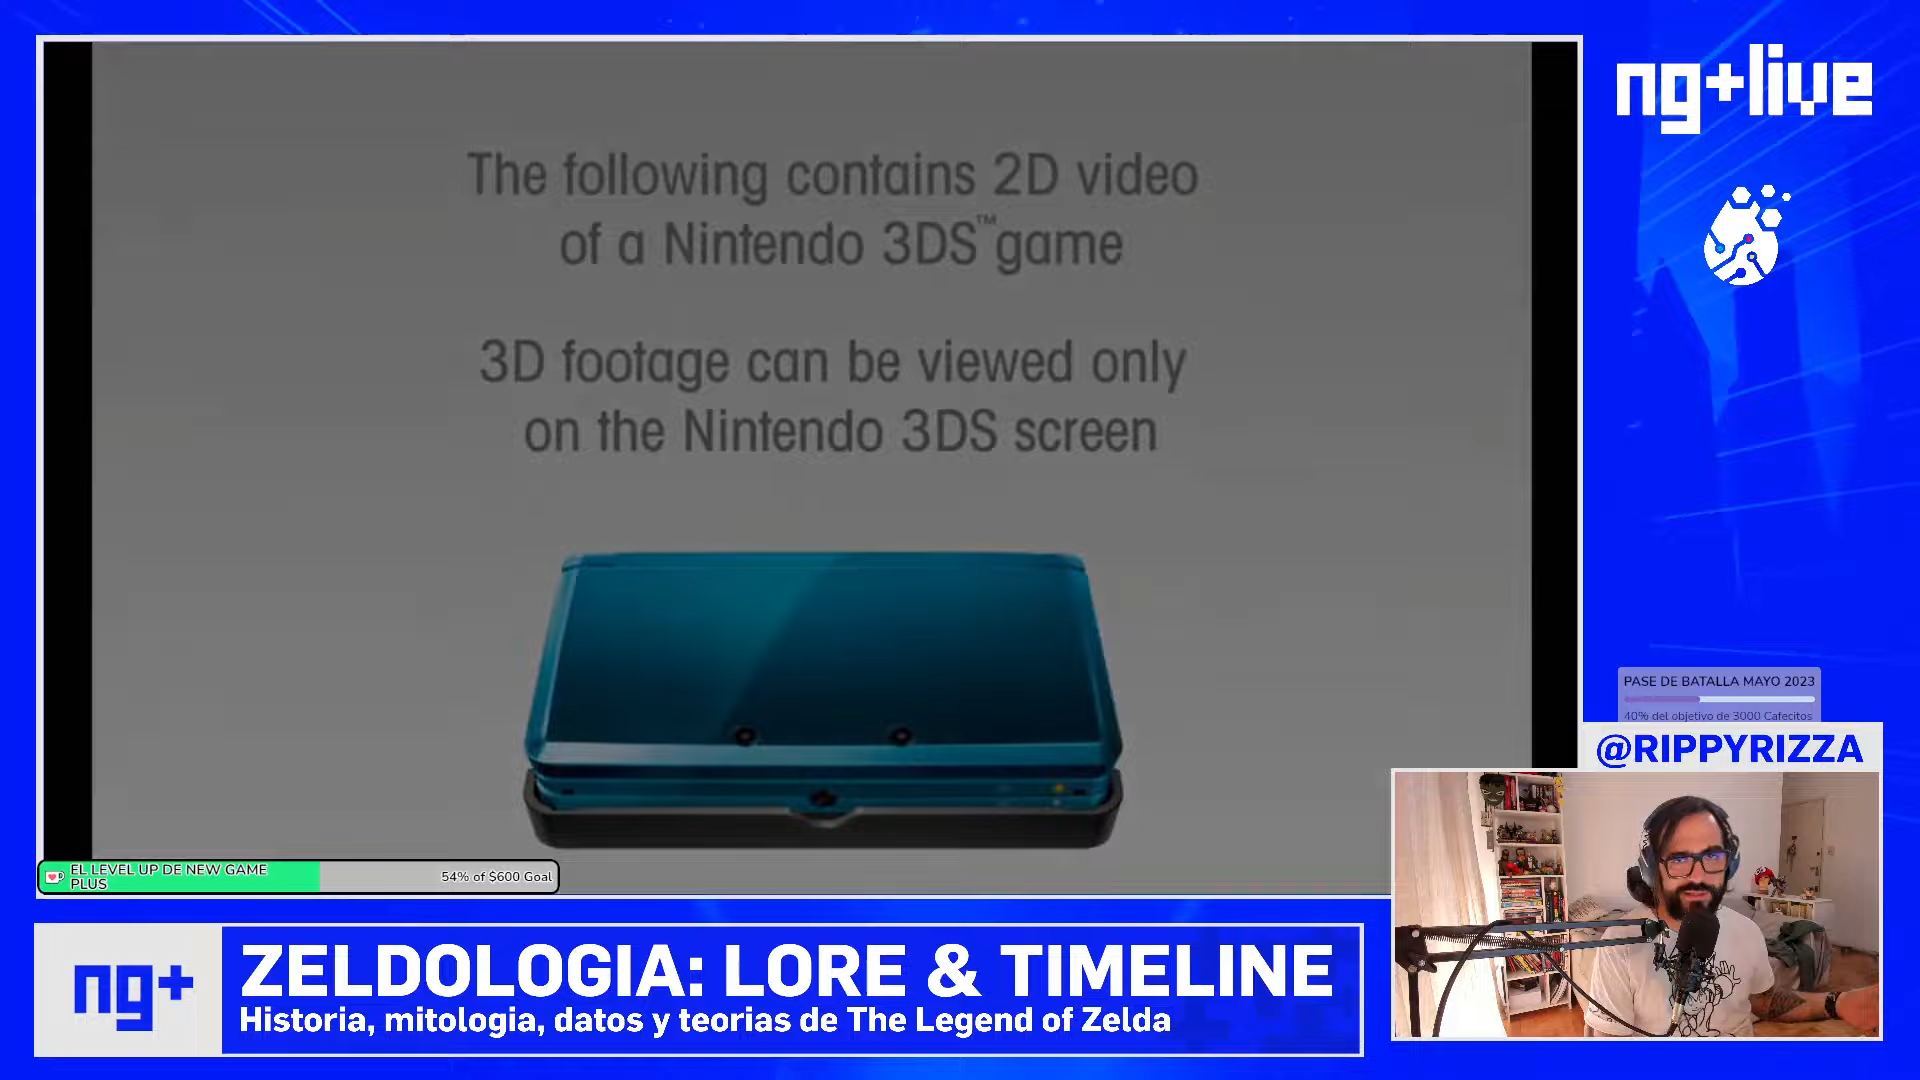 The following contains 2D video
of a Nintendo 3DS™ game
3D footage can be viewed only
on the Nintendo 3DS screen
ng+live
PASE DE BATALLA MAYO 2023
40% del objetivo de 3000 Cafecitos
@RIPPYRIZZA
EL LEVEL UP DE NEW GAME
PLUS
54% of $600 Goal
ng+
ZELDOLOGIA: LORE & TIMELINE
Historia, mitologia, datos y teorias de The Legend of Zelda